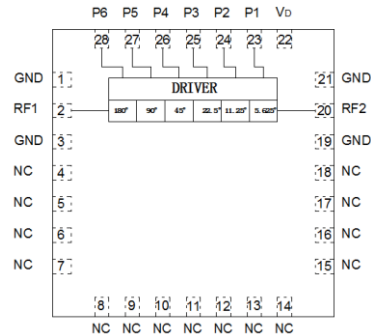 P6 P5 P4 P3 P2 P1 VD
28 27 26 25 24 23 22
GND 1 21 GND
DRIVER
RF1 2 180° 90° 45° 22.5° 11.25° 5.625° 20 RF2
GND 3 19 GND
NC 4 18 NC
NC 5 17 NC
NC 6 16 NC
NC 7 15 NC
8 9 10 11 12 13 14
NC NC NC NC NC NC NC